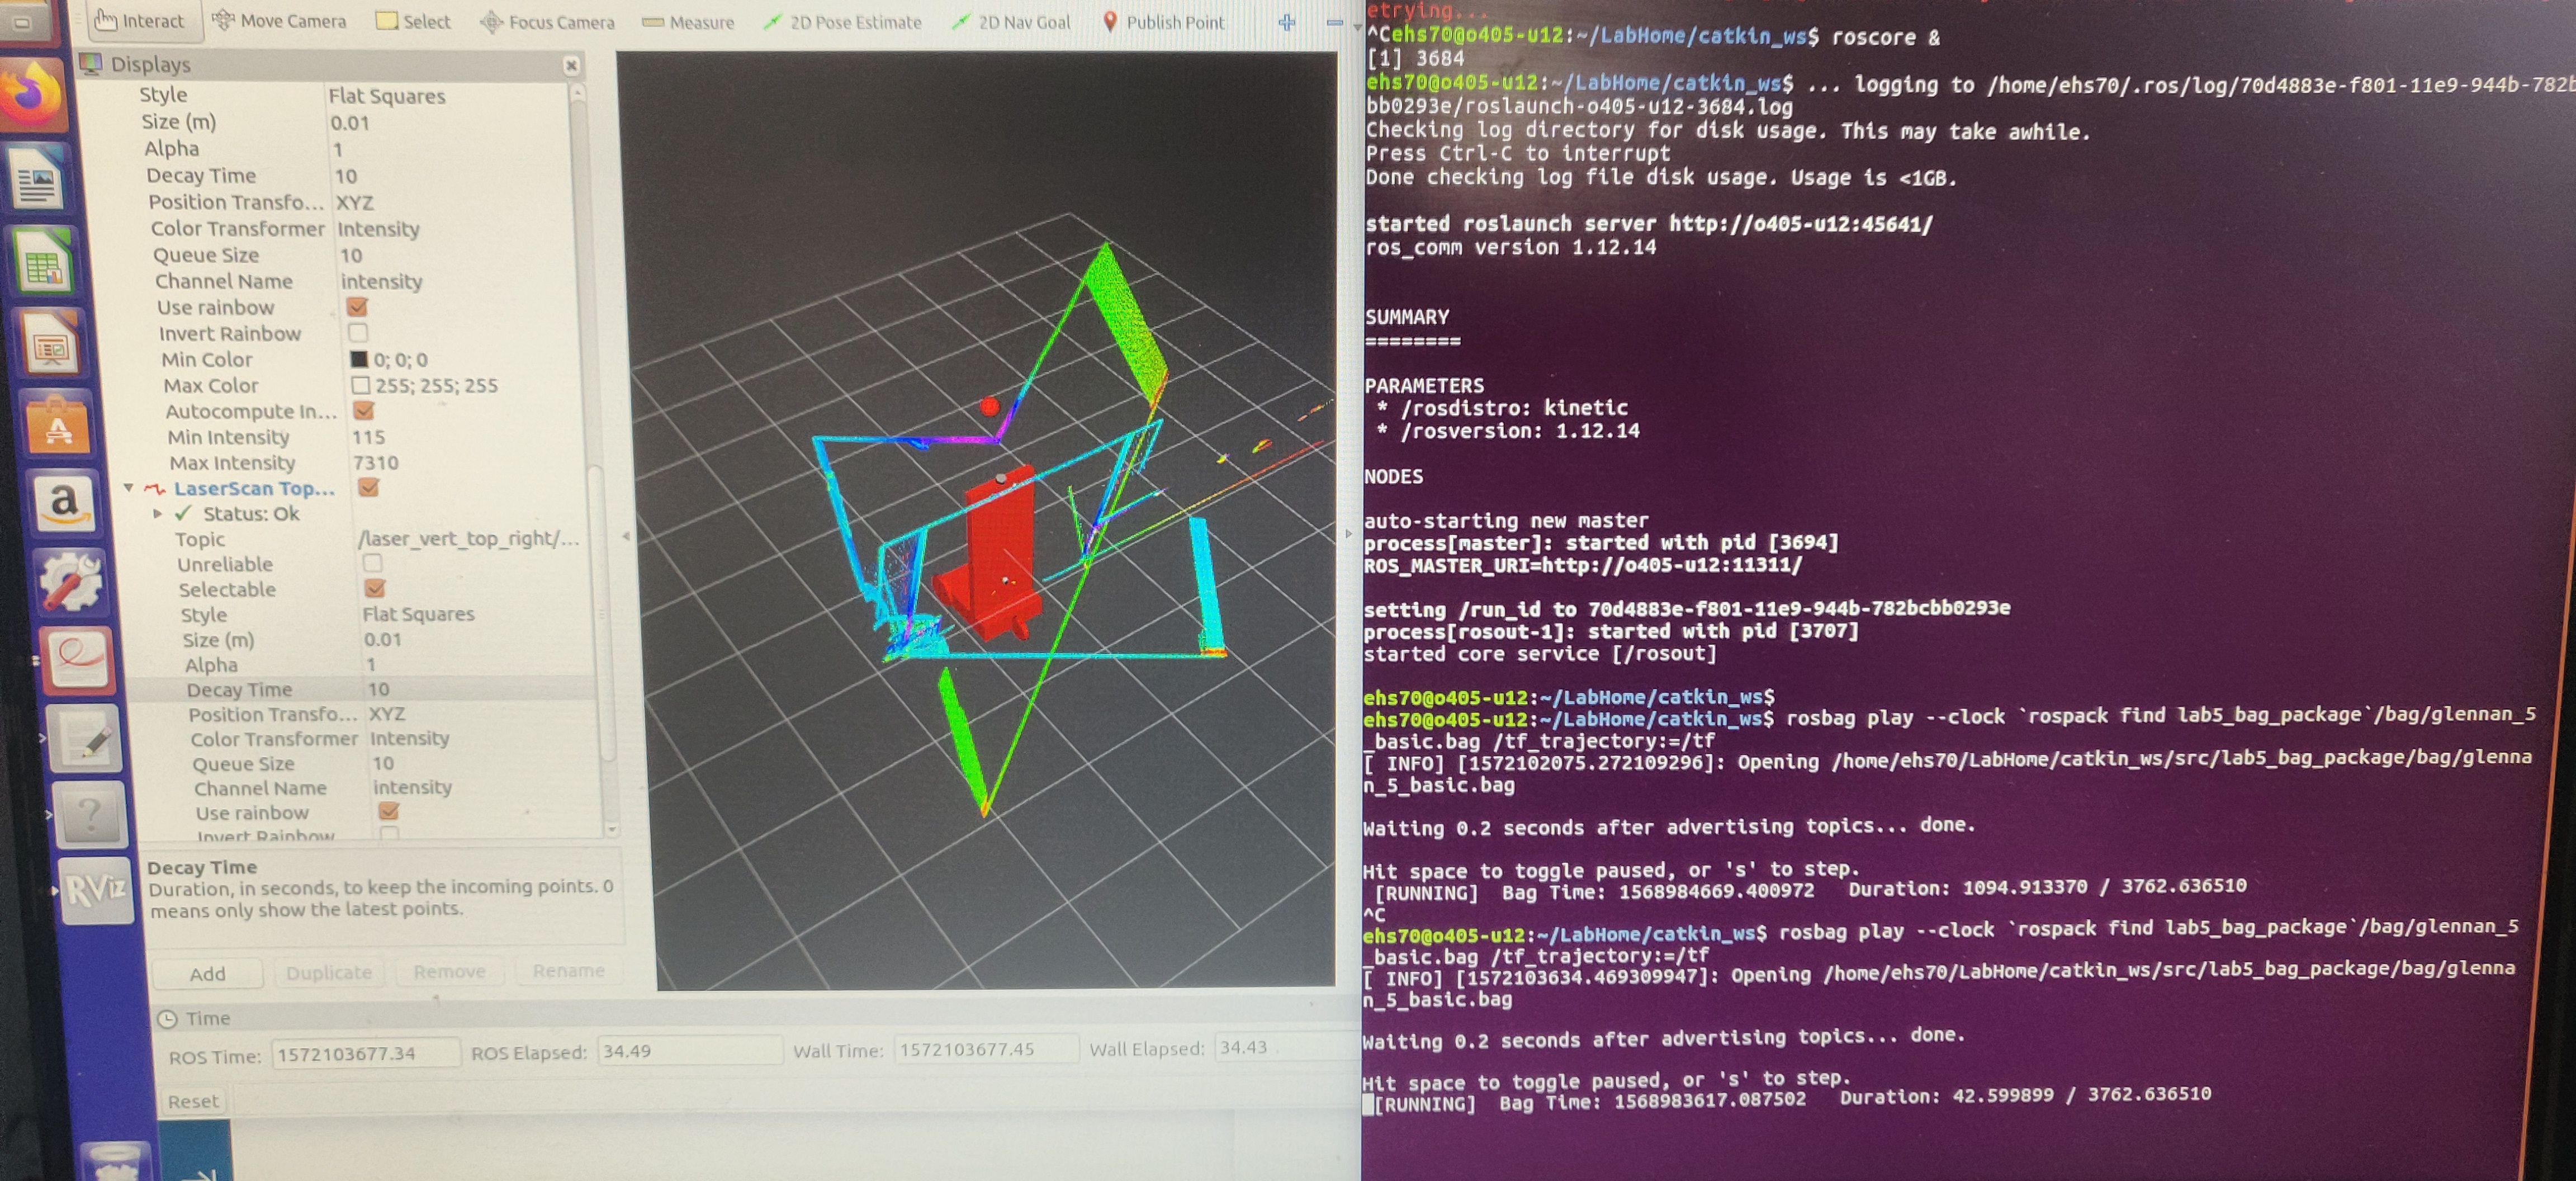 Interact Move Camera Select Focus Camera Measure 2D Pose Estimate 2D Nav Goal Publish Point
Displays
Style Flat Squares
Size (m) 0.01
Alpha 1
Decay Time 10
Position Transfo... XYZ
Color Transformer Intensity
Queue Size 10
Channel Name intensity
Use rainbow
Invert Rainbow
Min Color 0; 0; 0
Max Color 255; 255; 255
Autocompute In...
Min Intensity 115
Max Intensity 7310
LaserScan Top...
Status: Ok
Topic /laser_vert_top_right/...
Unreliable
Selectable
Style Flat Squares
Size (m) 0.01
Alpha 1
Decay Time 10
Position Transfo... XYZ
Color Transformer Intensity
Queue Size 10
Channel Name intensity
Use rainbow
Invert Rainbow
Decay Time
Duration, in seconds, to keep the incoming points. 0
means only show the latest points.
Add Duplicate Remove Rename
Time
ROS Time: 1572103677.34 ROS Elapsed: 34.49 Wall Time: 1572103677.45 Wall Elapsed: 34.43
Reset
a
?
RViz
etrying...
^Cehs70@o405-u12:~/LabHome/catkin_ws$ roscore &
[1] 3684
ehs70@o405-u12:~/LabHome/catkin_ws$ ... logging to /home/ehs70/.ros/log/70d4883e-f801-11e9-944b-782b
bb0293e/roslaunch-o405-u12-3684.log
Checking log directory for disk usage. This may take awhile.
Press Ctrl-C to interrupt
Done checking log file disk usage. Usage is <1GB.
started roslaunch server http://o405-u12:45641/
ros_comm version 1.12.14
SUMMARY
========
PARAMETERS
* /rosdistro: kinetic
* /rosversion: 1.12.14
NODES
auto-starting new master
process[master]: started with pid [3694]
ROS_MASTER_URI=http://o405-u12:11311/
setting /run_id to 70d4883e-f801-11e9-944b-782bcbb0293e
process[rosout-1]: started with pid [3707]
started core service [/rosout]
ehs70@o405-u12:~/LabHome/catkin_ws$
ehs70@o405-u12:~/LabHome/catkin_ws$ rosbag play --clock `rospack find lab5_bag_package`/bag/glennan_5
_basic.bag /tf_trajectory:=/tf
[ INFO] [1572102075.272109296]: Opening /home/ehs70/LabHome/catkin_ws/src/lab5_bag_package/bag/glenna
n_5_basic.bag
Waiting 0.2 seconds after advertising topics... done.
Hit space to toggle paused, or 's' to step.
[RUNNING] Bag Time: 1568984669.400972 Duration: 1094.913370 / 3762.636510
^C
ehs70@o405-u12:~/LabHome/catkin_ws$ rosbag play --clock `rospack find lab5_bag_package`/bag/glennan_5
_basic.bag /tf_trajectory:=/tf
[ INFO] [1572103634.469309947]: Opening /home/ehs70/LabHome/catkin_ws/src/lab5_bag_package/bag/glenna
n_5_basic.bag
Waiting 0.2 seconds after advertising topics... done.
Hit space to toggle paused, or 's' to step.
[RUNNING] Bag Time: 1568983617.087502 Duration: 42.599899 / 3762.636510